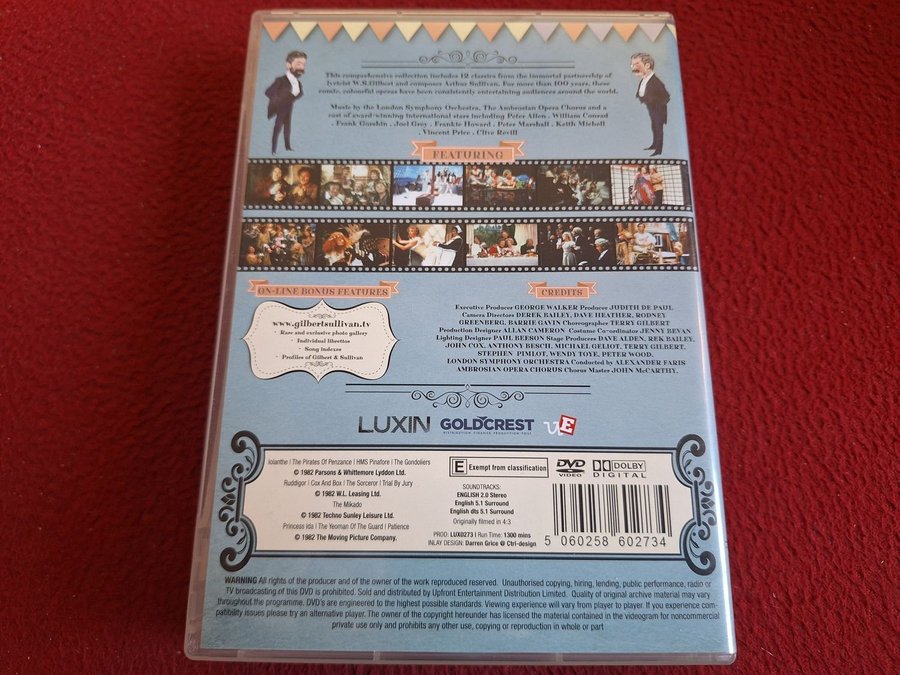 This comprehensive collection includes 12 classics from the immortal partnership of
lyricist W.S.Gilbert and composer Arthur Sullivan. For more than 100 years, these
comic, colourful operas have been consistently entertaining audiences around the world.
Music by the London Symphony Orchestra, The Ambrosian Opera Chorus and a
cast of award-winning international stars including Peter Allen . William Conrad
. Frank Gorshin . Joel Grey . Frankie Howard . Peter Marshall . Keith Michell
. Vincent Price . Clive Revill
FEATURING
ON-LINE BONUS FEATURES
www.gilbertsullivan.tv
• Rare and exclusive photo gallery
• Individual librettos
• Song indexes
• Profiles of Gilbert & Sullivan
CREDITS
Executive Producer GEORGE WALKER Producer JUDITH DE PAUL
Camera Directors DEREK BAILEY, DAVE HEATHER, RODNEY
GREENBERG, BARRIE GAVIN Choreographer TERRY GILBERT
Production Designer ALLAN CAMERON Costume Co-ordinator JENNY BEVAN
Lighting Designer PAUL BEESON Stage Producers DAVE ALDEN, REK BAILEY,
JOHN COX, ANTHONY BESCH, MICHAEL GELIOT, TERRY GILBERT,
STEPHEN PIMLOT, WENDY TOYE, PETER WOOD.
LONDON SYMPHONY ORCHESTRA Conducted by ALEXANDER FARIS
AMBROSIAN OPERA CHORUS Chorus Master JOHN McCARTHY.
LUXIN GOLDCREST UE
DISTRIBUTION FINANCE PRODUCTION POST
Iolanthe | The Pirates Of Penzance | HMS Pinafore | The Gondoliers
© 1982 Parsons & Whittemore Lyddon Ltd.
Ruddigor | Cox And Box | The Sorceror | Trial By Jury
© 1982 W.L. Leasing Ltd.
The Mikado
© 1982 Techno Sunley Leisure Ltd.
Princess Ida | The Yeoman Of The Guard | Patience
© 1982 The Moving Picture Company.
E Exempt from classification
DVD VIDEO
DOLBY DIGITAL
SOUNDTRACKS:
ENGLISH 2.0 Stereo
English 5.1 Surround
English dts 5.1 Surround
Originally filmed in 4:3
PROD: LUX0273 | Run Time: 1300 mins
INLAY DESIGN: Darren Grice @ Ctrl-design
5 060258 602734
WARNING All rights of the producer and of the owner of the work reproduced reserved. Unauthorised copying, hiring, lending, public performance, radio or
TV broadcasting of this DVD is prohibited. Sold and distributed by Upfront Entertainment Distribution Limited. Quality of original archive material may vary
throughout the programme. DVD's are engineered to the highest possible standards. Viewing experience will vary from player to player. If you experience com-
patibility issues please try an alternative player. The owner of the copyright hereunder has licensed the material contained in the videogram for noncommercial
private use only and prohibits any other use, copying or reproduction in whole or part